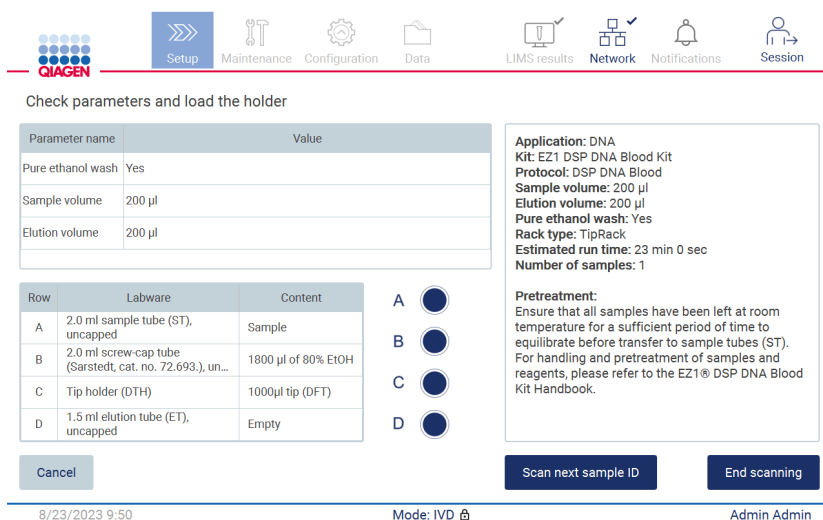 QIAGEN
Setup
Maintenance
Configuration
Data
LIMS results
Network
Notifications
Session
Check parameters and load the holder
Parameter name Value
Pure ethanol wash Yes
Sample volume 200 µl
Elution volume 200 µl
Row Labware Content
A 2.0 ml sample tube (ST),
uncapped Sample
B 2.0 ml screw-cap tube
(Sarstedt, cat. no. 72.693.), un... 1800 µl of 80% EtOH
C Tip holder (DTH) 1000µl tip (DFT)
D 1.5 ml elution tube (ET),
uncapped Empty
A
B
C
D
Application: DNA
Kit: EZ1 DSP DNA Blood Kit
Protocol: DSP DNA Blood
Sample volume: 200 µl
Elution volume: 200 µl
Pure ethanol wash: Yes
Rack type: TipRack
Estimated run time: 23 min 0 sec
Number of samples: 1
Pretreatment:
Ensure that all samples have been left at room
temperature for a sufficient period of time to
equilibrate before transfer to sample tubes (ST).
For handling and pretreatment of samples and
reagents, please refer to the EZ1® DSP DNA Blood
Kit Handbook.
Cancel
Scan next sample ID
End scanning
8/23/2023 9:50
Mode: IVD
Admin Admin